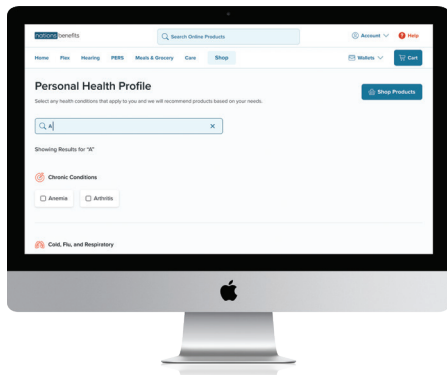 nations benefits
Search Online Products
Account
Help
Home Flex Hearing PERS Meals & Grocery Care Shop
Wallets
Cart
Personal Health Profile
Shop Products
Select any health conditions that apply to you and we will recommend products based on your needs.
A
Showing Results for "A"
Chronic Conditions
Anemia Arthritis
Cold, Flu, and Respiratory